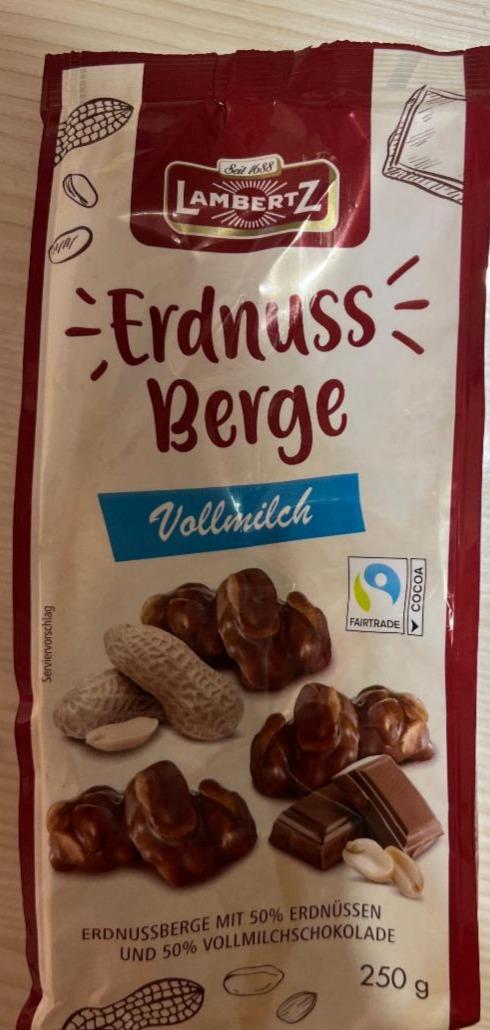 Seit 1688
LAMBERTZ
Erdnuss
Berge
Vollmilch
FAIRTRADE
COCOA
Serviervorschlag
ERDNUSSBERGE MIT 50% ERDNÜSSEN
UND 50% VOLLMILCHSCHOKOLADE
250 g